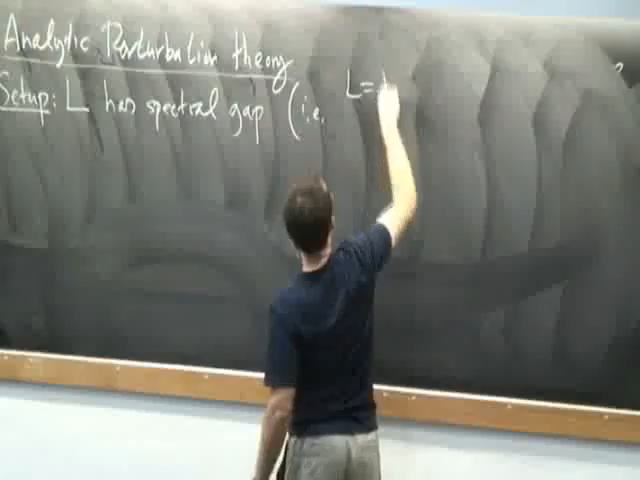 Analytic Perturbation theory
Setup: L has spectral gap (i.e. L=